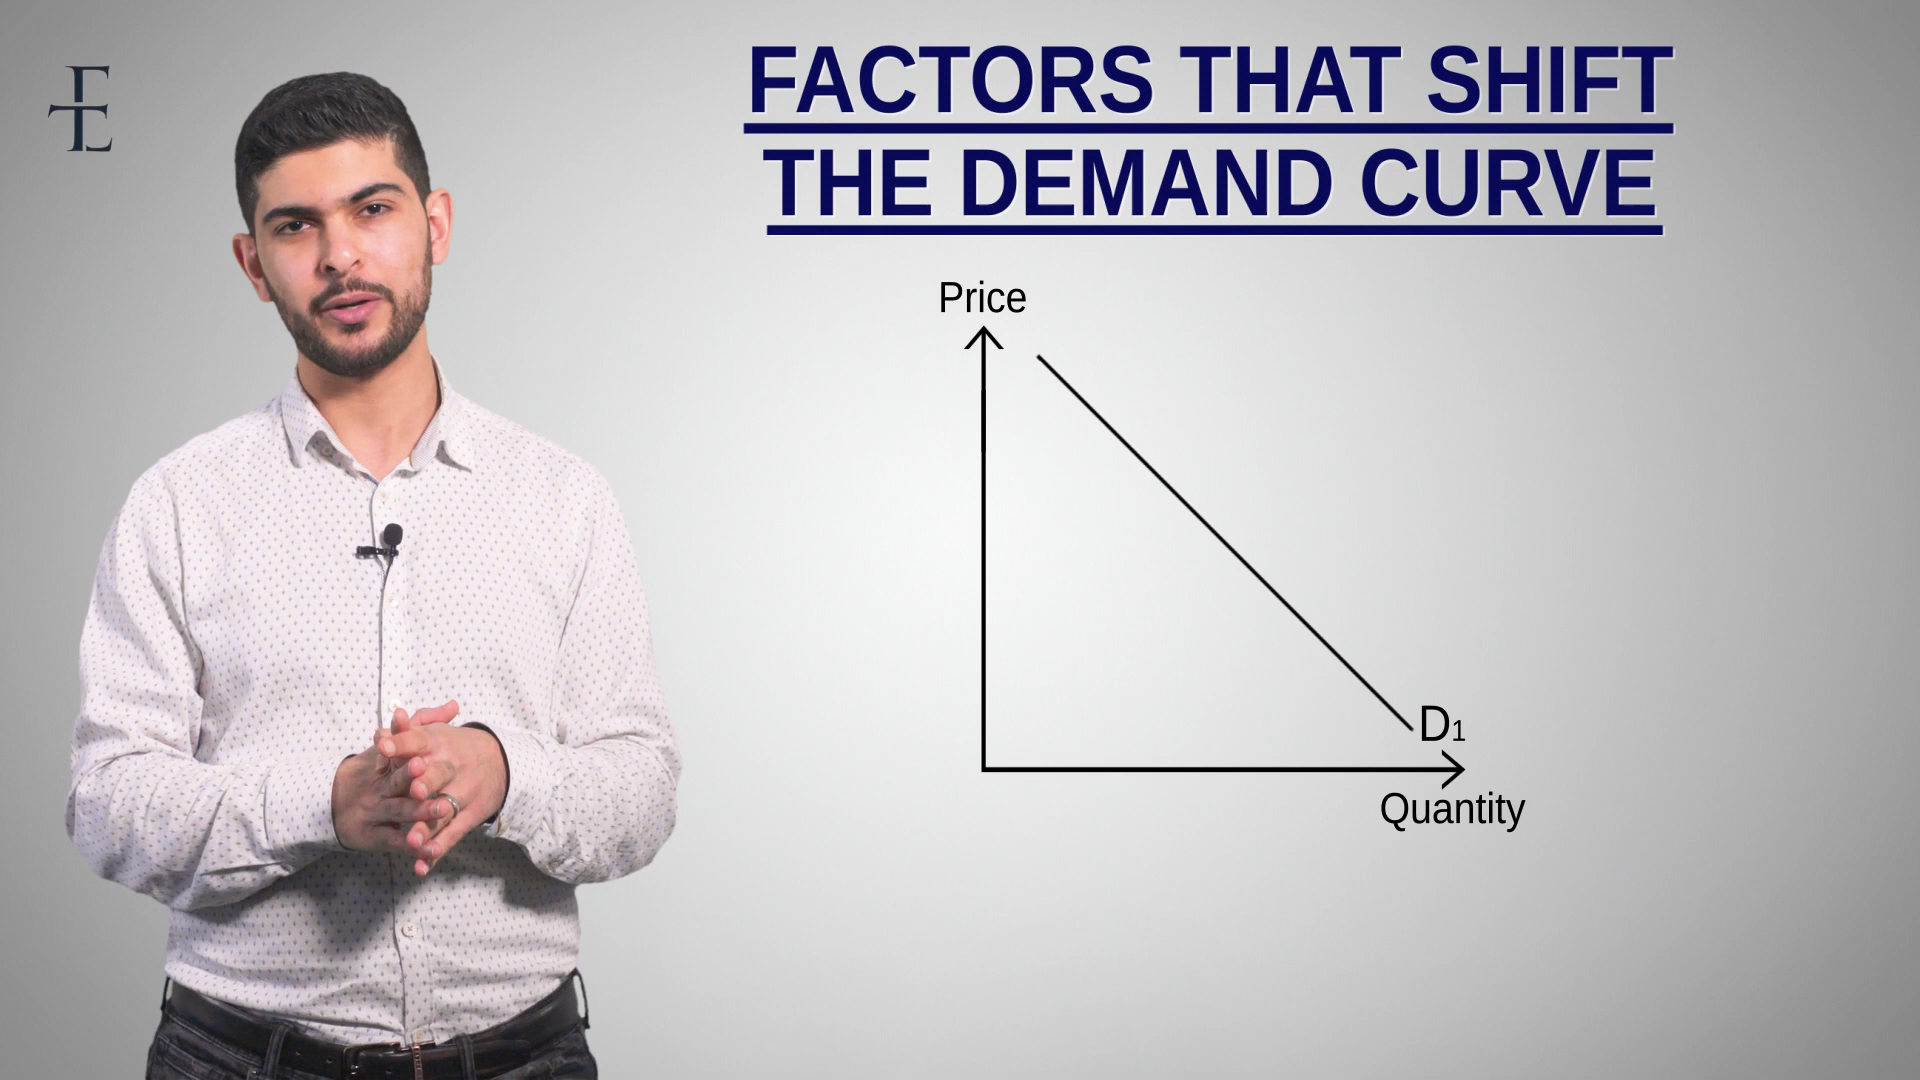 FACTORS THAT SHIFT
THE DEMAND CURVE
Price
D1
Quantity